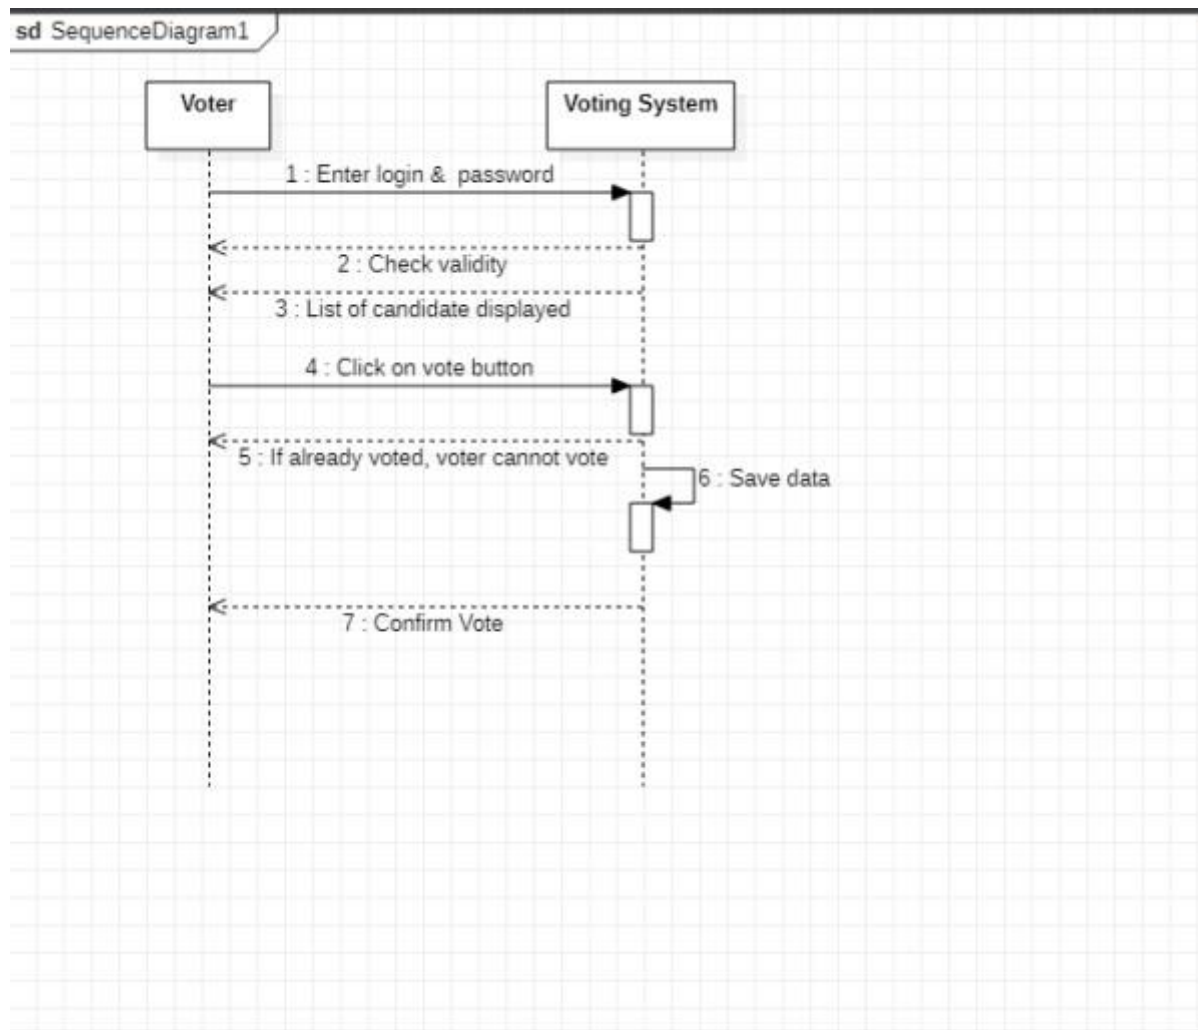 sd SequenceDiagram1
Voter
Voting System
1 : Enter login & password
2 : Check validity
3 : List of candidate displayed
4 : Click on vote button
5 : If already voted, voter cannot vote
6 : Save data
7 : Confirm Vote